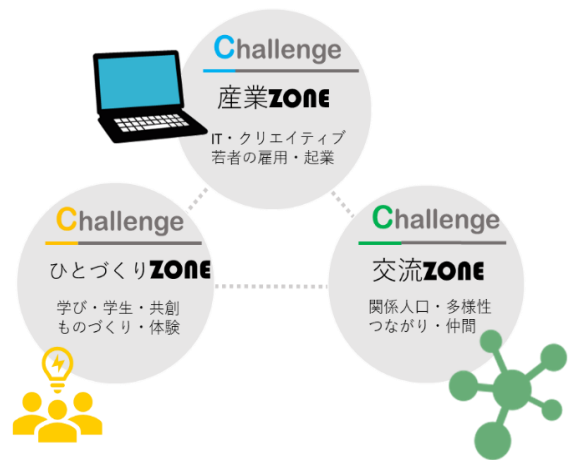 Challenge
産業ZONE
IT・クリエイティブ
若者の雇用・起業
Challenge
ひとづくりZONE
学び・学生・共創
ものづくり・体験
Challenge
交流ZONE
関係人口・多様性
つながり・仲間